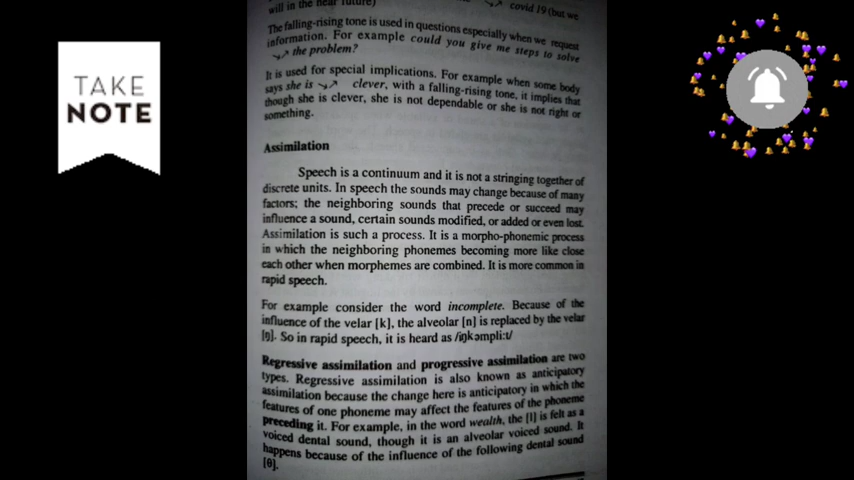 TAKE
NOTE
will in the near future)
covid 19 (but we
The falling-rising tone is used in questions especially when we request
information. For example could you give me steps to solve
↘↗ the problem?
It is used for special implications. For example when some body
says she is ↘↗ clever, with a falling-rising tone, it implies that
though she is clever, she is not dependable or she is not right or
something.
Assimilation
Speech is a continuum and it is not a stringing together of
discrete units. In speech the sounds may change because of many
factors; the neighboring sounds that precede or succeed may
influence a sound, certain sounds modified, or added or even lost.
Assimilation is such a process. It is a morpho-phonemic process
in which the neighboring phonemes becoming more like close
each other when morphemes are combined. It is more common in
rapid speech.
For example consider the word incomplete. Because of the
influence of the velar [k], the alveolar [n] is replaced by the velar
[ŋ]. So in rapid speech, it is heard as /iŋkəmpli:t/
Regressive assimilation and progressive assimilation are two
types. Regressive assimilation is also known as anticipatory
assimilation because the change here is anticipatory in which the
features of one phoneme may affect the features of the phoneme
preceding it. For example, in the word wealth, the [l] is felt as a
voiced dental sound, though it is an alveolar voiced sound. It
happens because of the influence of the following dental sound
[θ].